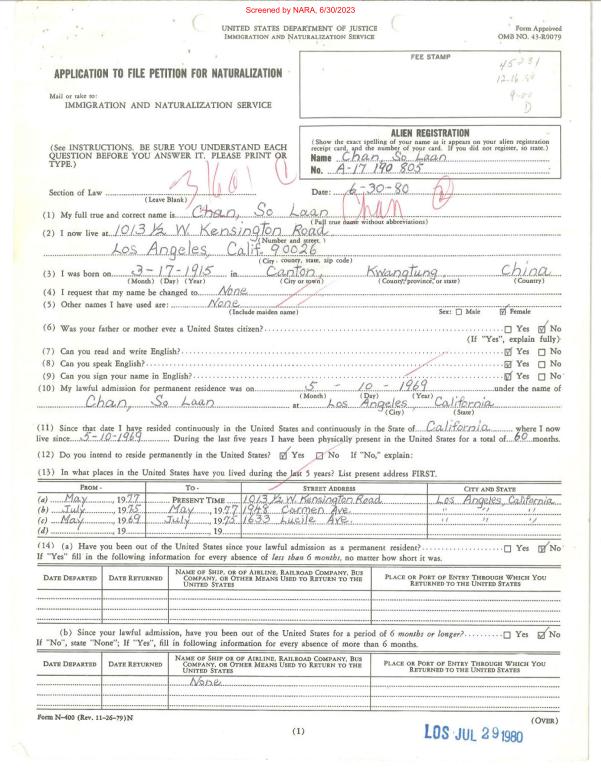 Screened by NARA, 6/30/2023
UNITED STATES DEPARTMENT OF JUSTICE
IMMIGRATION AND NATURALIZATION SERVICE
Form Approved
OMB NO. 43-R0079
FEE STAMP
45231
12.16.80
9-00
D
APPLICATION TO FILE PETITION FOR NATURALIZATION
Mail or take to:
IMMIGRATION AND NATURALIZATION SERVICE
(See INSTRUCTIONS. BE SURE YOU UNDERSTAND EACH QUESTION BEFORE YOU ANSWER IT. PLEASE PRINT OR TYPE.)
ALIEN REGISTRATION
(Show the exact spelling of your name as it appears on your alien registration receipt card, and the number of your card. If you did not register, so state.)
Name Chan, So Laan
No. A-17 190 805
31601 1
Section of Law
(Leave Blank)
Date: 6-30-80 2
Chan
(1) My full true and correct name is Chan, So Laan
(Full true name without abbreviations)
(2) I now live at 1013 1/2 W. Kensington Road
(Number and street.)
Los Angeles, Calif. 90026
(City, county, state, zip code)
(3) I was born on 3-17-1915 in Canton, Kwangtung, China
(Month) (Day) (Year) (City or town) (County, province, or state) (Country)
(4) I request that my name be changed to None
(5) Other names I have used are: None
(Include maiden name)
Sex: ☐ Male ☑ Female
(6) Was your father or mother ever a United States citizen? ☐ Yes ☑ No
(If "Yes", explain fully)
(7) Can you read and write English? ☑ Yes ☐ No
(8) Can you speak English? ☑ Yes ☐ No
(9) Can you sign your name in English? ☑ Yes ☐ No
(10) My lawful admission for permanent residence was on 5 - 10 - 1969 under the name of
(Month) (Day) (Year)
Chan, So Laan at Los Angeles, California
(City) (State)
(11) Since that date I have resided continuously in the United States and continuously in the State of California where I now
live since 5-10-1969. During the last five years I have been physically present in the United States for a total of 60 months.
(12) Do you intend to reside permanently in the United States? ☑ Yes ☐ No If "No," explain:
(13) In what places in the United States have you lived during the last 5 years? List present address FIRST.
FROM - TO - STREET ADDRESS CITY AND STATE
(a) May, 1977 PRESENT TIME 1013 1/2 W. Kensington Road Los Angeles, California
(b) July, 1975 May, 1977 1948 Carmen Ave. " " "
(c) May, 1969 July, 1975 1633 Lucile Ave. " " "
(d) , 19 , 19
(14) (a) Have you been out of the United States since your lawful admission as a permanent resident? ☐ Yes ☑ No
If "Yes" fill in the following information for every absence of less than 6 months, no matter how short it was.
DATE DEPARTED DATE RETURNED NAME OF SHIP, OR OF AIRLINE, RAILROAD COMPANY, BUS COMPANY, OR OTHER MEANS USED TO RETURN TO THE UNITED STATES PLACE OR PORT OF ENTRY THROUGH WHICH YOU RETURNED TO THE UNITED STATES
(b) Since your lawful admission, have you been out of the United States for a period of 6 months or longer? ☐ Yes ☑ No
If "No", state "None"; If "Yes", fill in following information for every absence of more than 6 months.
DATE DEPARTED DATE RETURNED NAME OF SHIP, OR OF AIRLINE, RAILROAD COMPANY, BUS COMPANY, OR OTHER MEANS USED TO RETURN TO THE UNITED STATES PLACE OR PORT OF ENTRY THROUGH WHICH YOU RETURNED TO THE UNITED STATES
None
Form N-400 (Rev. 11-26-79)N
(1)
(OVER)
LOS JUL 29 1980